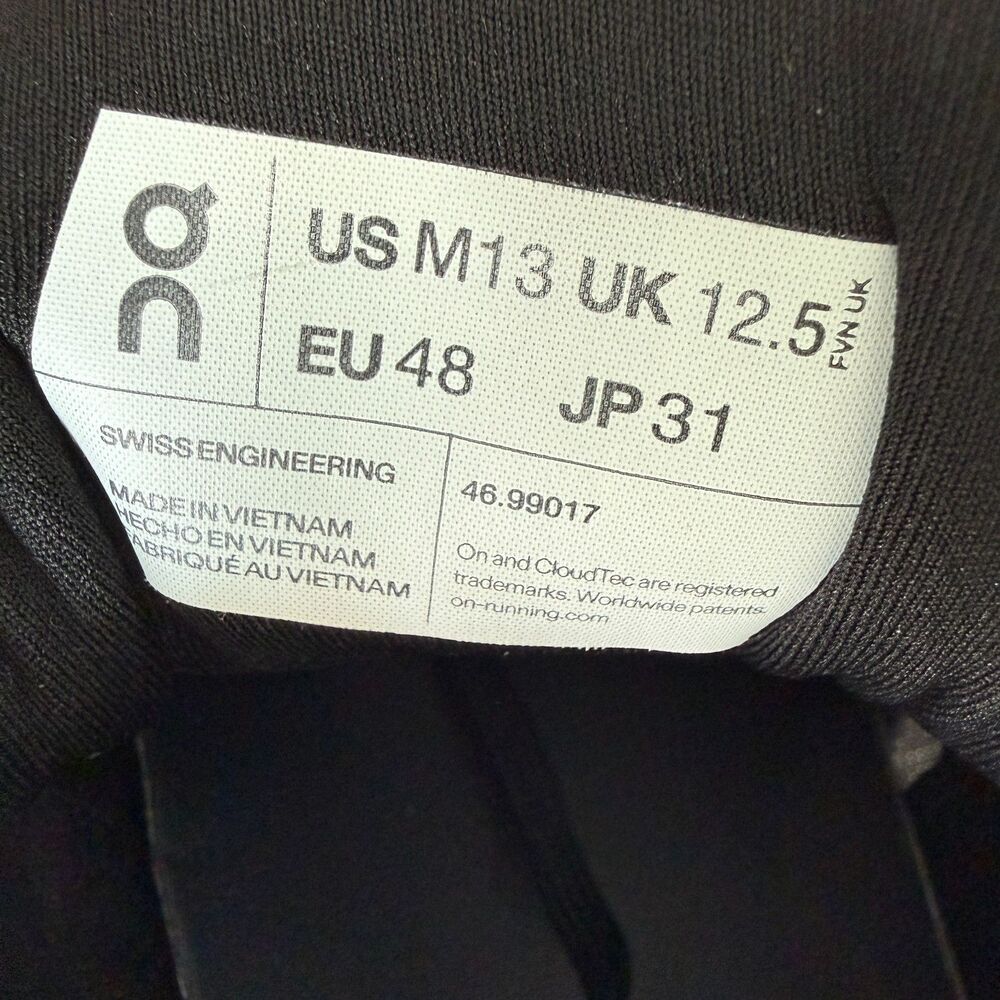 On
US M13 UK 12.5
FVN UK
EU 48 JP 31
SWISS ENGINEERING
MADE IN VIETNAM
HECHO EN VIETNAM
FABRIQUÉ AU VIETNAM
46.99017
On and CloudTec are registered
trademarks. Worldwide patents.
on-running.com